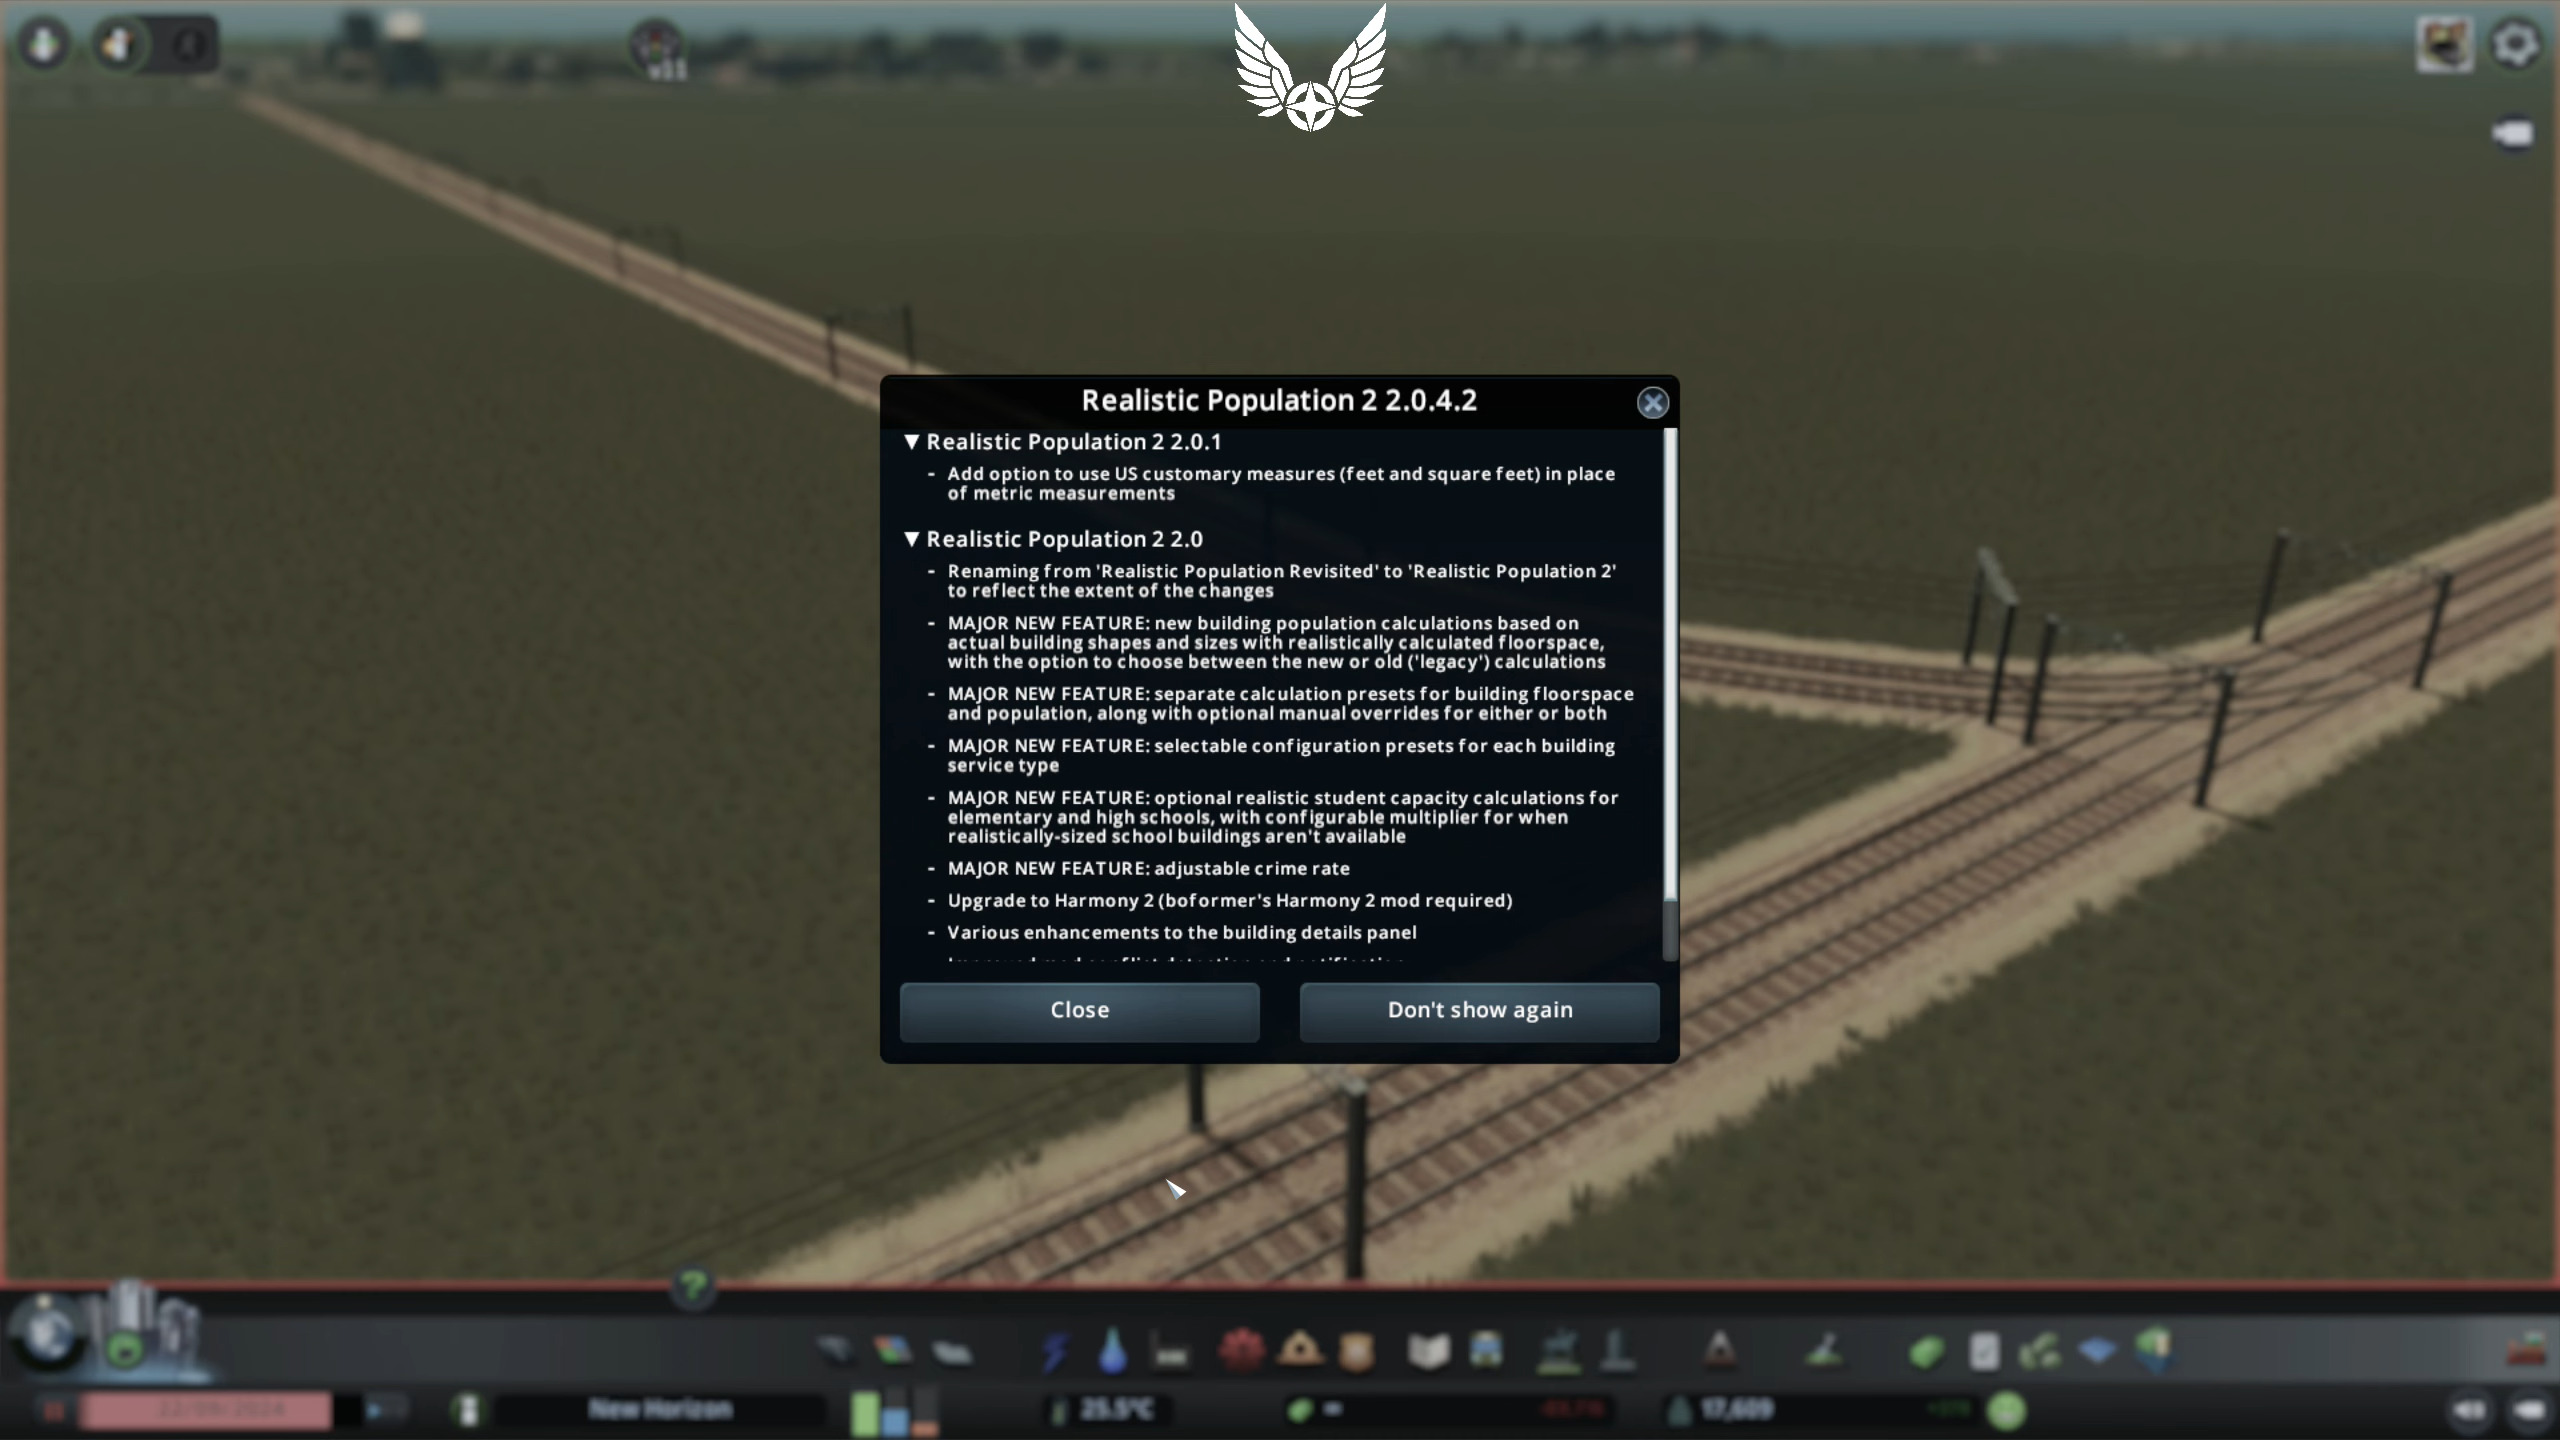 v11
Realistic Population 2 2.0.4.2
▼ Realistic Population 2 2.0.1
- Add option to use US customary measures (feet and square feet) in place
of metric measurements
▼ Realistic Population 2 2.0
- Renaming from 'Realistic Population Revisited' to 'Realistic Population 2'
to reflect the extent of the changes
- MAJOR NEW FEATURE: new building population calculations based on
actual building shapes and sizes with realistically calculated floorspace,
with the option to choose between the new or old ('legacy') calculations
- MAJOR NEW FEATURE: separate calculation presets for building floorspace
and population, along with optional manual overrides for either or both
- MAJOR NEW FEATURE: selectable configuration presets for each building
service type
- MAJOR NEW FEATURE: optional realistic student capacity calculations for
elementary and high schools, with configurable multiplier for when
realistically-sized school buildings aren't available
- MAJOR NEW FEATURE: adjustable crime rate
- Upgrade to Harmony 2 (boformer's Harmony 2 mod required)
- Various enhancements to the building details panel
Close
Don't show again
?
New Horizon
25.5°C
17,609